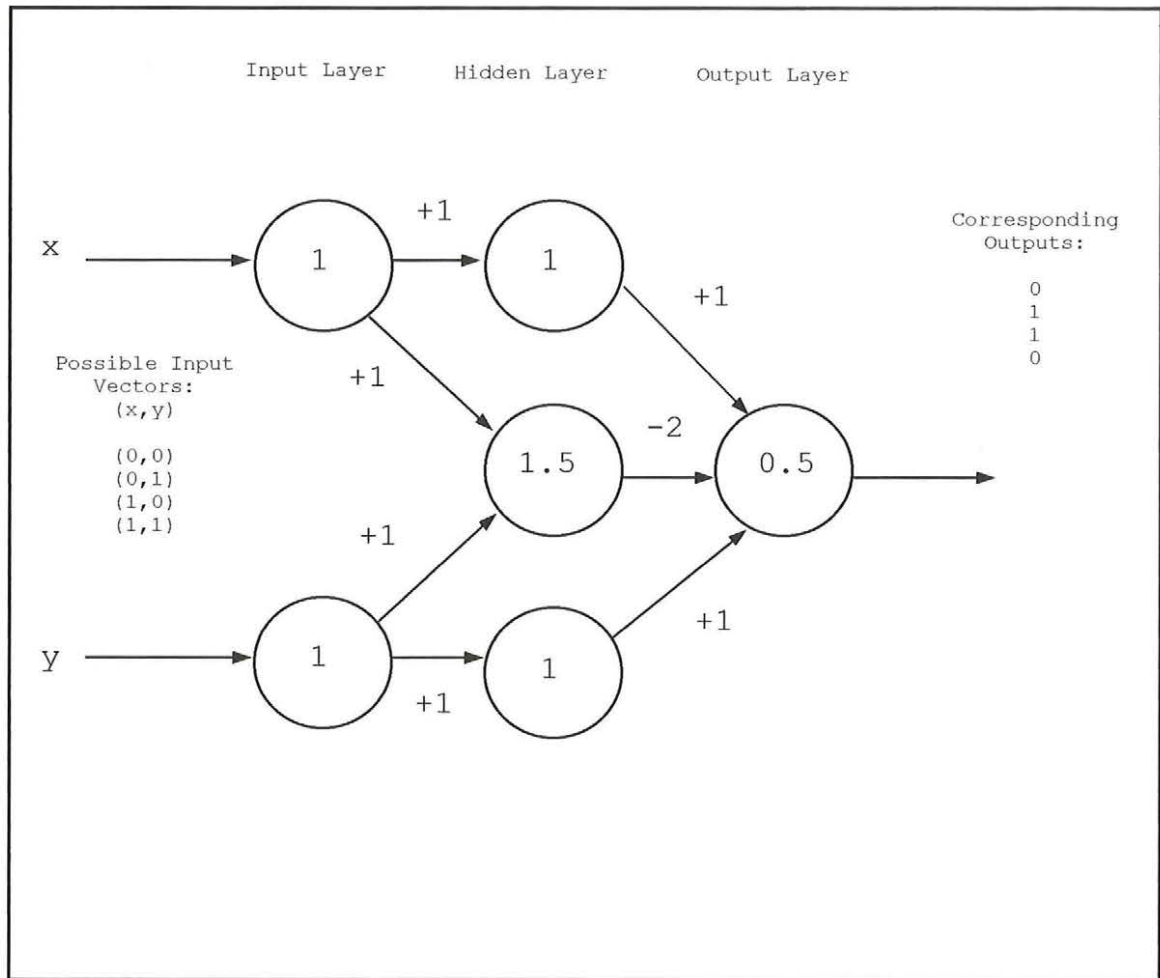 Input Layer
Hidden Layer
Output Layer
+1
x
1
1
Corresponding
Outputs:
0
1
1
0
+1
+1
Possible Input
Vectors:
(x,y)
(0,0)
(0,1)
(1,0)
(1,1)
-2
1.5
0.5
+1
+1
y
1
1
+1